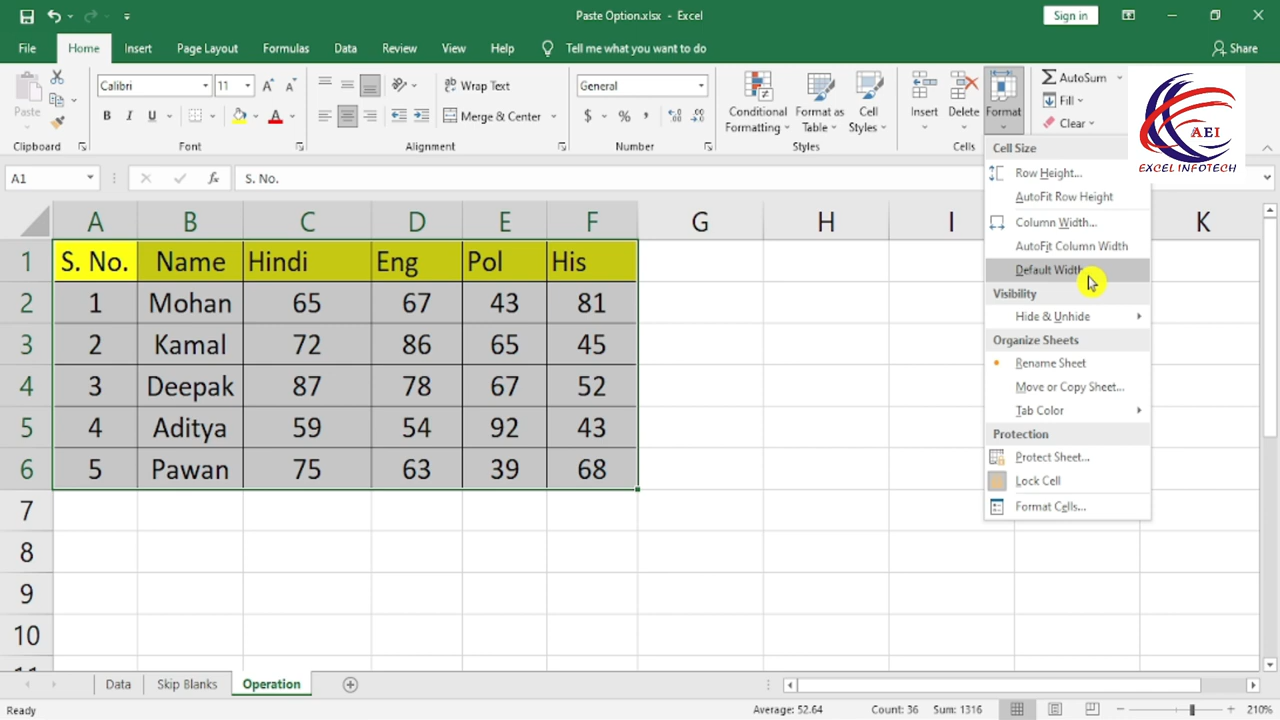 Paste Option.xlsx - Excel
Sign in
File Home Insert Page Layout Formulas Data Review View Help Tell me what you want to do Share
Paste
Clipboard
Calibri 11 A A
B I U A
Font
ab Wrap Text
Merge & Center
Alignment
General
$ % ,
Number
Conditional Formatting
Format as Table
Cell Styles
Styles
Insert Delete Format
Cells
AutoSum
Fill
Clear
AEI
EXCEL INFOTECH
A1 fx S. No.
Cell Size
Row Height...
AutoFit Row Height
Column Width...
AutoFit Column Width
Default Width
Visibility
Hide & Unhide
Organize Sheets
Rename Sheet
Move or Copy Sheet...
Tab Color
Protection
Protect Sheet...
Lock Cell
Format Cells...
A B C D E F G H I K
1 S. No. Name Hindi Eng Pol His
2 1 Mohan 65 67 43 81
3 2 Kamal 72 86 65 45
4 3 Deepak 87 78 67 52
5 4 Aditya 59 54 92 43
6 5 Pawan 75 63 39 68
7
8
9
10
Data Skip Blanks Operation
Ready Average: 52.64 Count: 36 Sum: 1316 210%